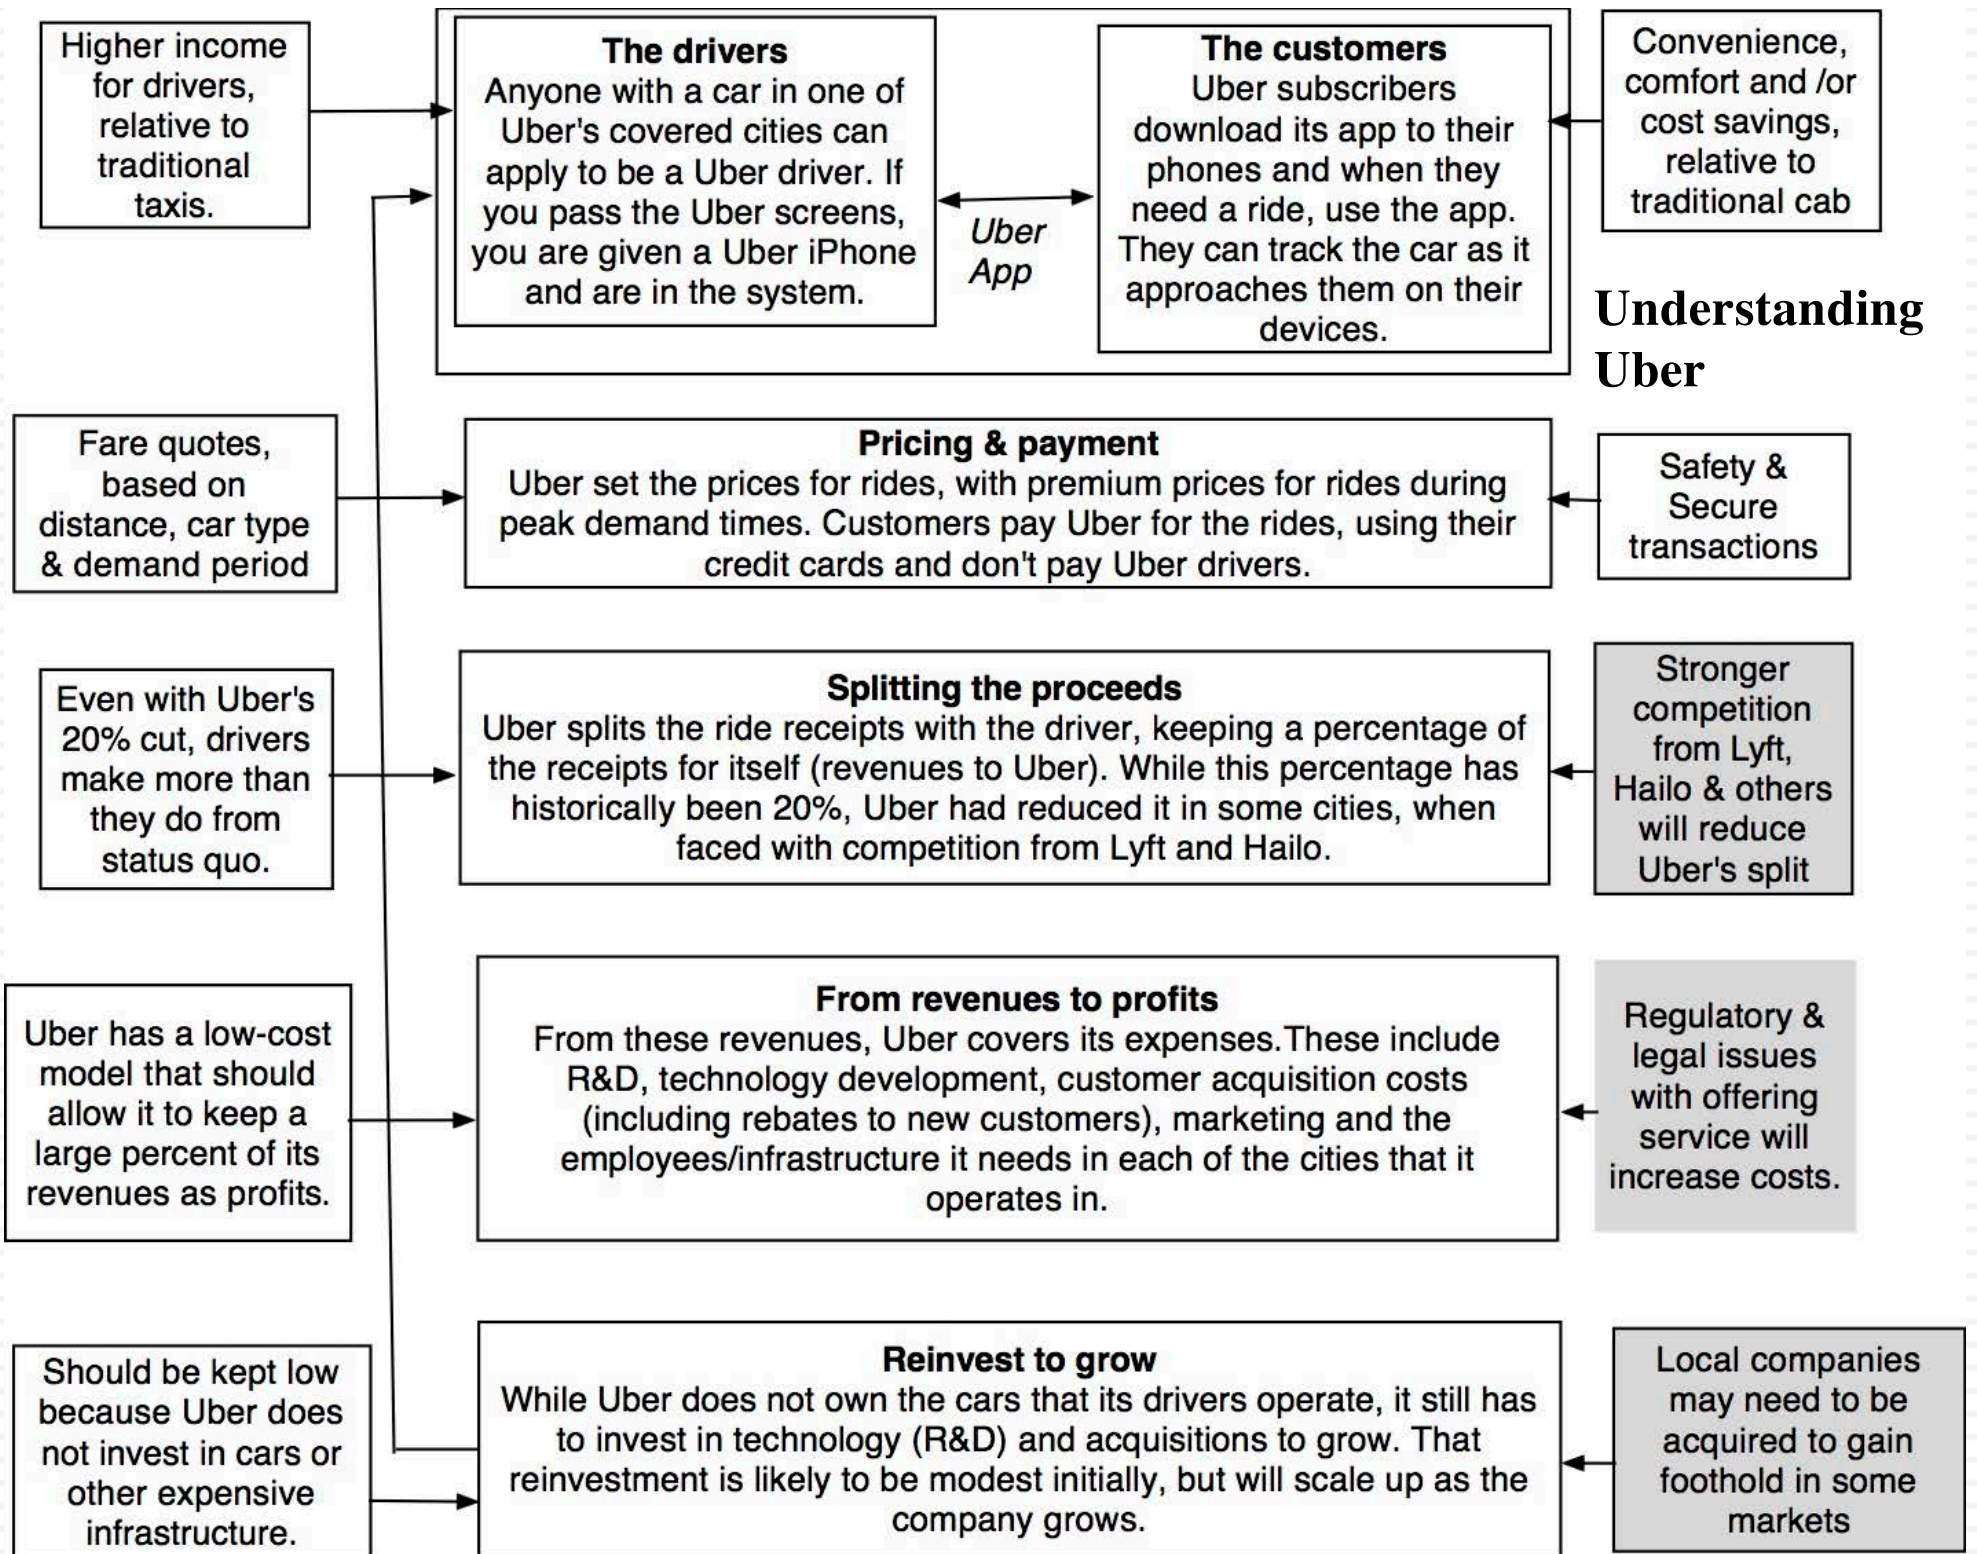 Higher income
for drivers,
relative to
traditional
taxis.
The drivers
Anyone with a car in one of
Uber's covered cities can
apply to be a Uber driver. If
you pass the Uber screens,
you are given a Uber iPhone
and are in the system.
Uber
App
The customers
Uber subscribers
download its app to their
phones and when they
need a ride, use the app.
They can track the car as it
approaches them on their
devices.
Convenience,
comfort and /or
cost savings,
relative to
traditional cab
Understanding
Uber
Fare quotes,
based on
distance, car type
& demand period
Pricing & payment
Uber set the prices for rides, with premium prices for rides during
peak demand times. Customers pay Uber for the rides, using their
credit cards and don't pay Uber drivers.
Safety &
Secure
transactions
Even with Uber's
20% cut, drivers
make more than
they do from
status quo.
Splitting the proceeds
Uber splits the ride receipts with the driver, keeping a percentage of
the receipts for itself (revenues to Uber). While this percentage has
historically been 20%, Uber had reduced it in some cities, when
faced with competition from Lyft and Hailo.
Stronger
competition
from Lyft,
Hailo & others
will reduce
Uber's split
Uber has a low-cost
model that should
allow it to keep a
large percent of its
revenues as profits.
From revenues to profits
From these revenues, Uber covers its expenses.These include
R&D, technology development, customer acquisition costs
(including rebates to new customers), marketing and the
employees/infrastructure it needs in each of the cities that it
operates in.
Regulatory &
legal issues
with offering
service will
increase costs.
Should be kept low
because Uber does
not invest in cars or
other expensive
infrastructure.
Reinvest to grow
While Uber does not own the cars that its drivers operate, it still has
to invest in technology (R&D) and acquisitions to grow. That
reinvestment is likely to be modest initially, but will scale up as the
company grows.
Local companies
may need to be
acquired to gain
foothold in some
markets